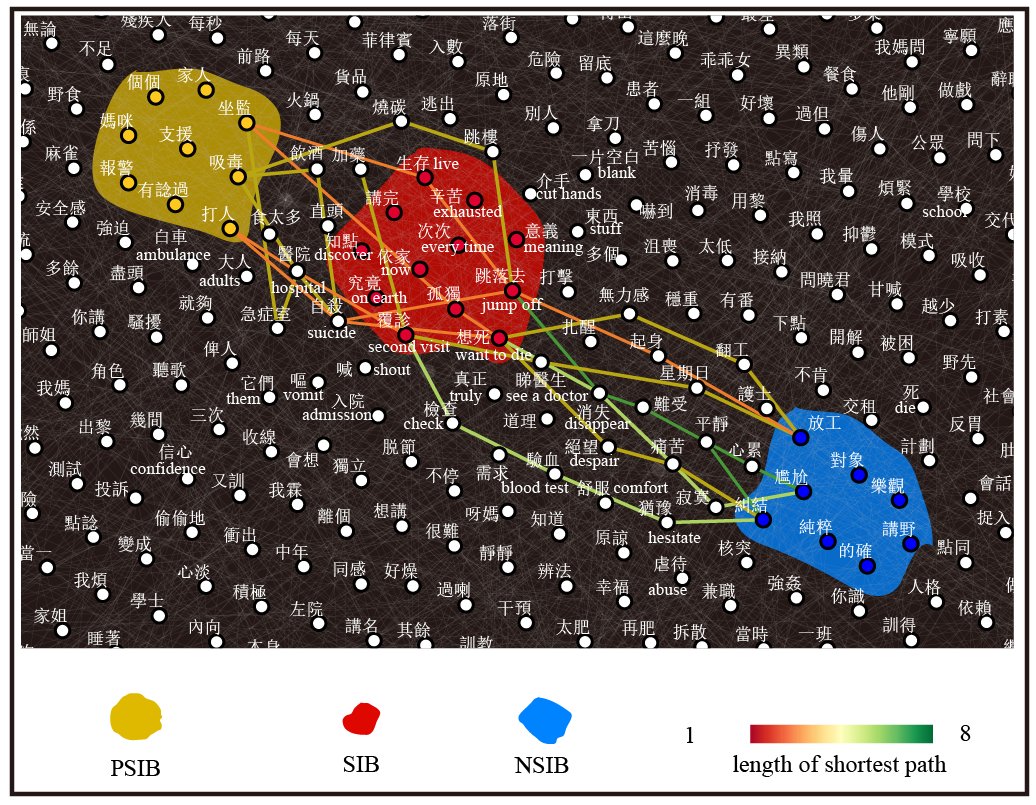 無論
殘疾人
每秒
每天
菲律賓
入數
落街
這麼晚
異類
我媽問
寧願
應
不足
前路
貨品
危險
留底
乖乖女
餐食
野食
個個
家人
火鍋
燒碳
逃出
原地
患者
一組
好壞
他剛
做戲
坐監
媽咪
支援
跳樓
別人
拿刀
過但
傷人
公眾
問下
係
麻雀
報警
吸毒
飲酒
加藥
生存 live
一片空白
blank
苦惱
抒發
點寫
有諗過
講完
辛苦
exhausted
介手
cut hands
消毒
我量
煩緊
學校
school
安全感
打人
食太多
直頭
次次
every time
意義
meaning
東西
stuff
嚇到
用黎
我照
抑鬱
模式
交代
強迫
白車
ambulance
大人
adults
醫院
hospital
知點
discover
依家
now
多個
沮喪
太低
接納
吸收
多餘
盡頭
就夠
急症室
自殺
suicide
究竟
on earth
孤獨
跳落去
jump off
打擊
無力感
穩重
有番
問曉君
甘喊
越少
打素
師姐
你講
騷擾
俾人
覆診
second visit
想死
want to die
扎醒
起身
翻工
下點
開解
被困
野先
我媽
角色
聽歌
它們
them
嘔
vomit
喊
shout
入院
admission
真正
truly
睇醫生
see a doctor
星期日
護士
不肯
交租
死
die
社會
然
出黎
幾間
三次
收線
會想
脫節
檢查
check
道理
消失
disappear
難受
平靜
心累
放工
計劃
反胃
測試
信心
confidence
又訓
獨立
不停
需求
驗血
blood test
絕望
despair
痛苦
尷尬
對象
樂觀
會話
險
投訴
我霖
舒服 comfort
寂寞
糾結
點諗
偷偷地
衝出
離個
想講
很難
呀媽
知道
猶豫
hesitate
純粹
講野
捉入
當一
變成
中年
靜靜
原諒
核突
的確
點同
我煩
心淡
同感
好燥
辨法
虐待
abuse
強姦
人格
家姐
學士
積極
左院
過喇
干預
幸福
兼職
你識
依賴
睡著
內向
講名
其餘
訓教
太肥
再肥
拆散
當時
一班
訓得
PSIB
SIB
NSIB
1
8
length of shortest path